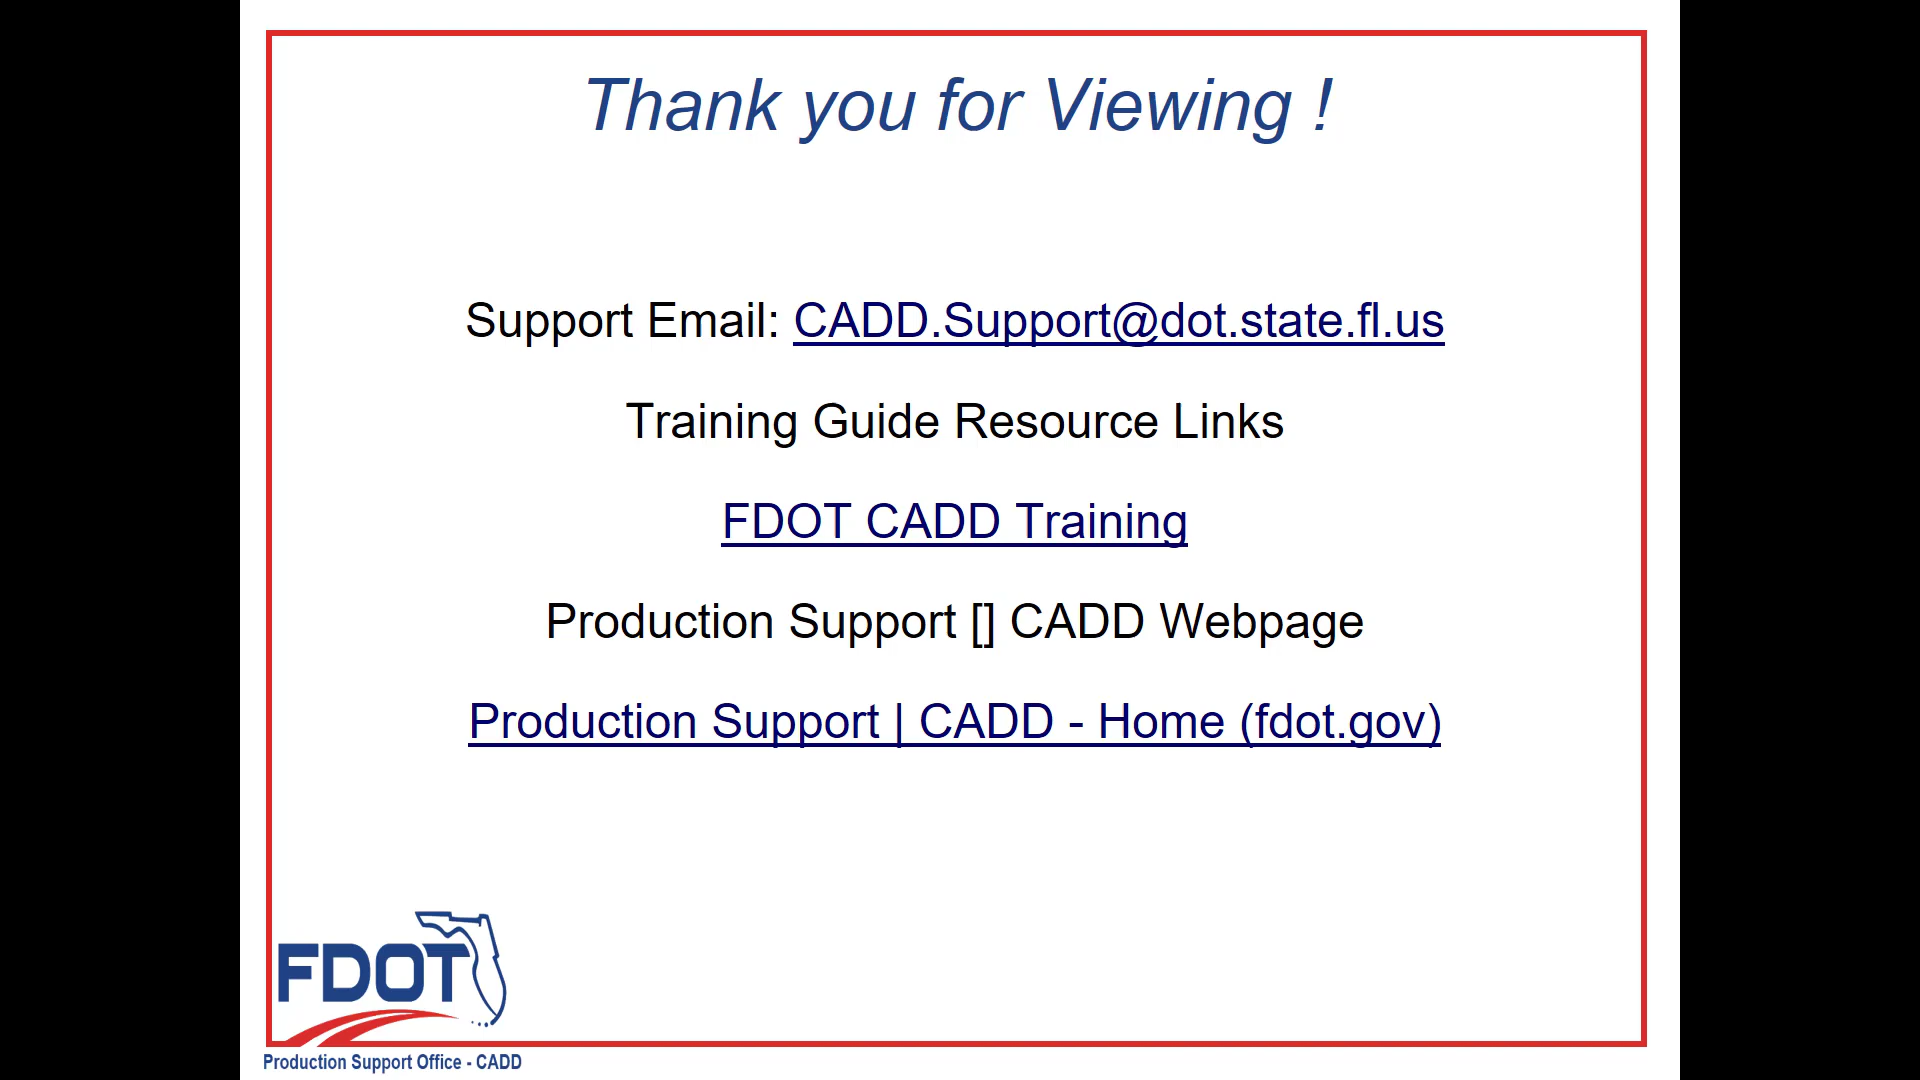 Thank you for Viewing !
Support Email: CADD.Support@dot.state.fl.us
Training Guide Resource Links
FDOT CADD Training
Production Support [] CADD Webpage
Production Support | CADD - Home (fdot.gov)
FDOT
Production Support Office - CADD